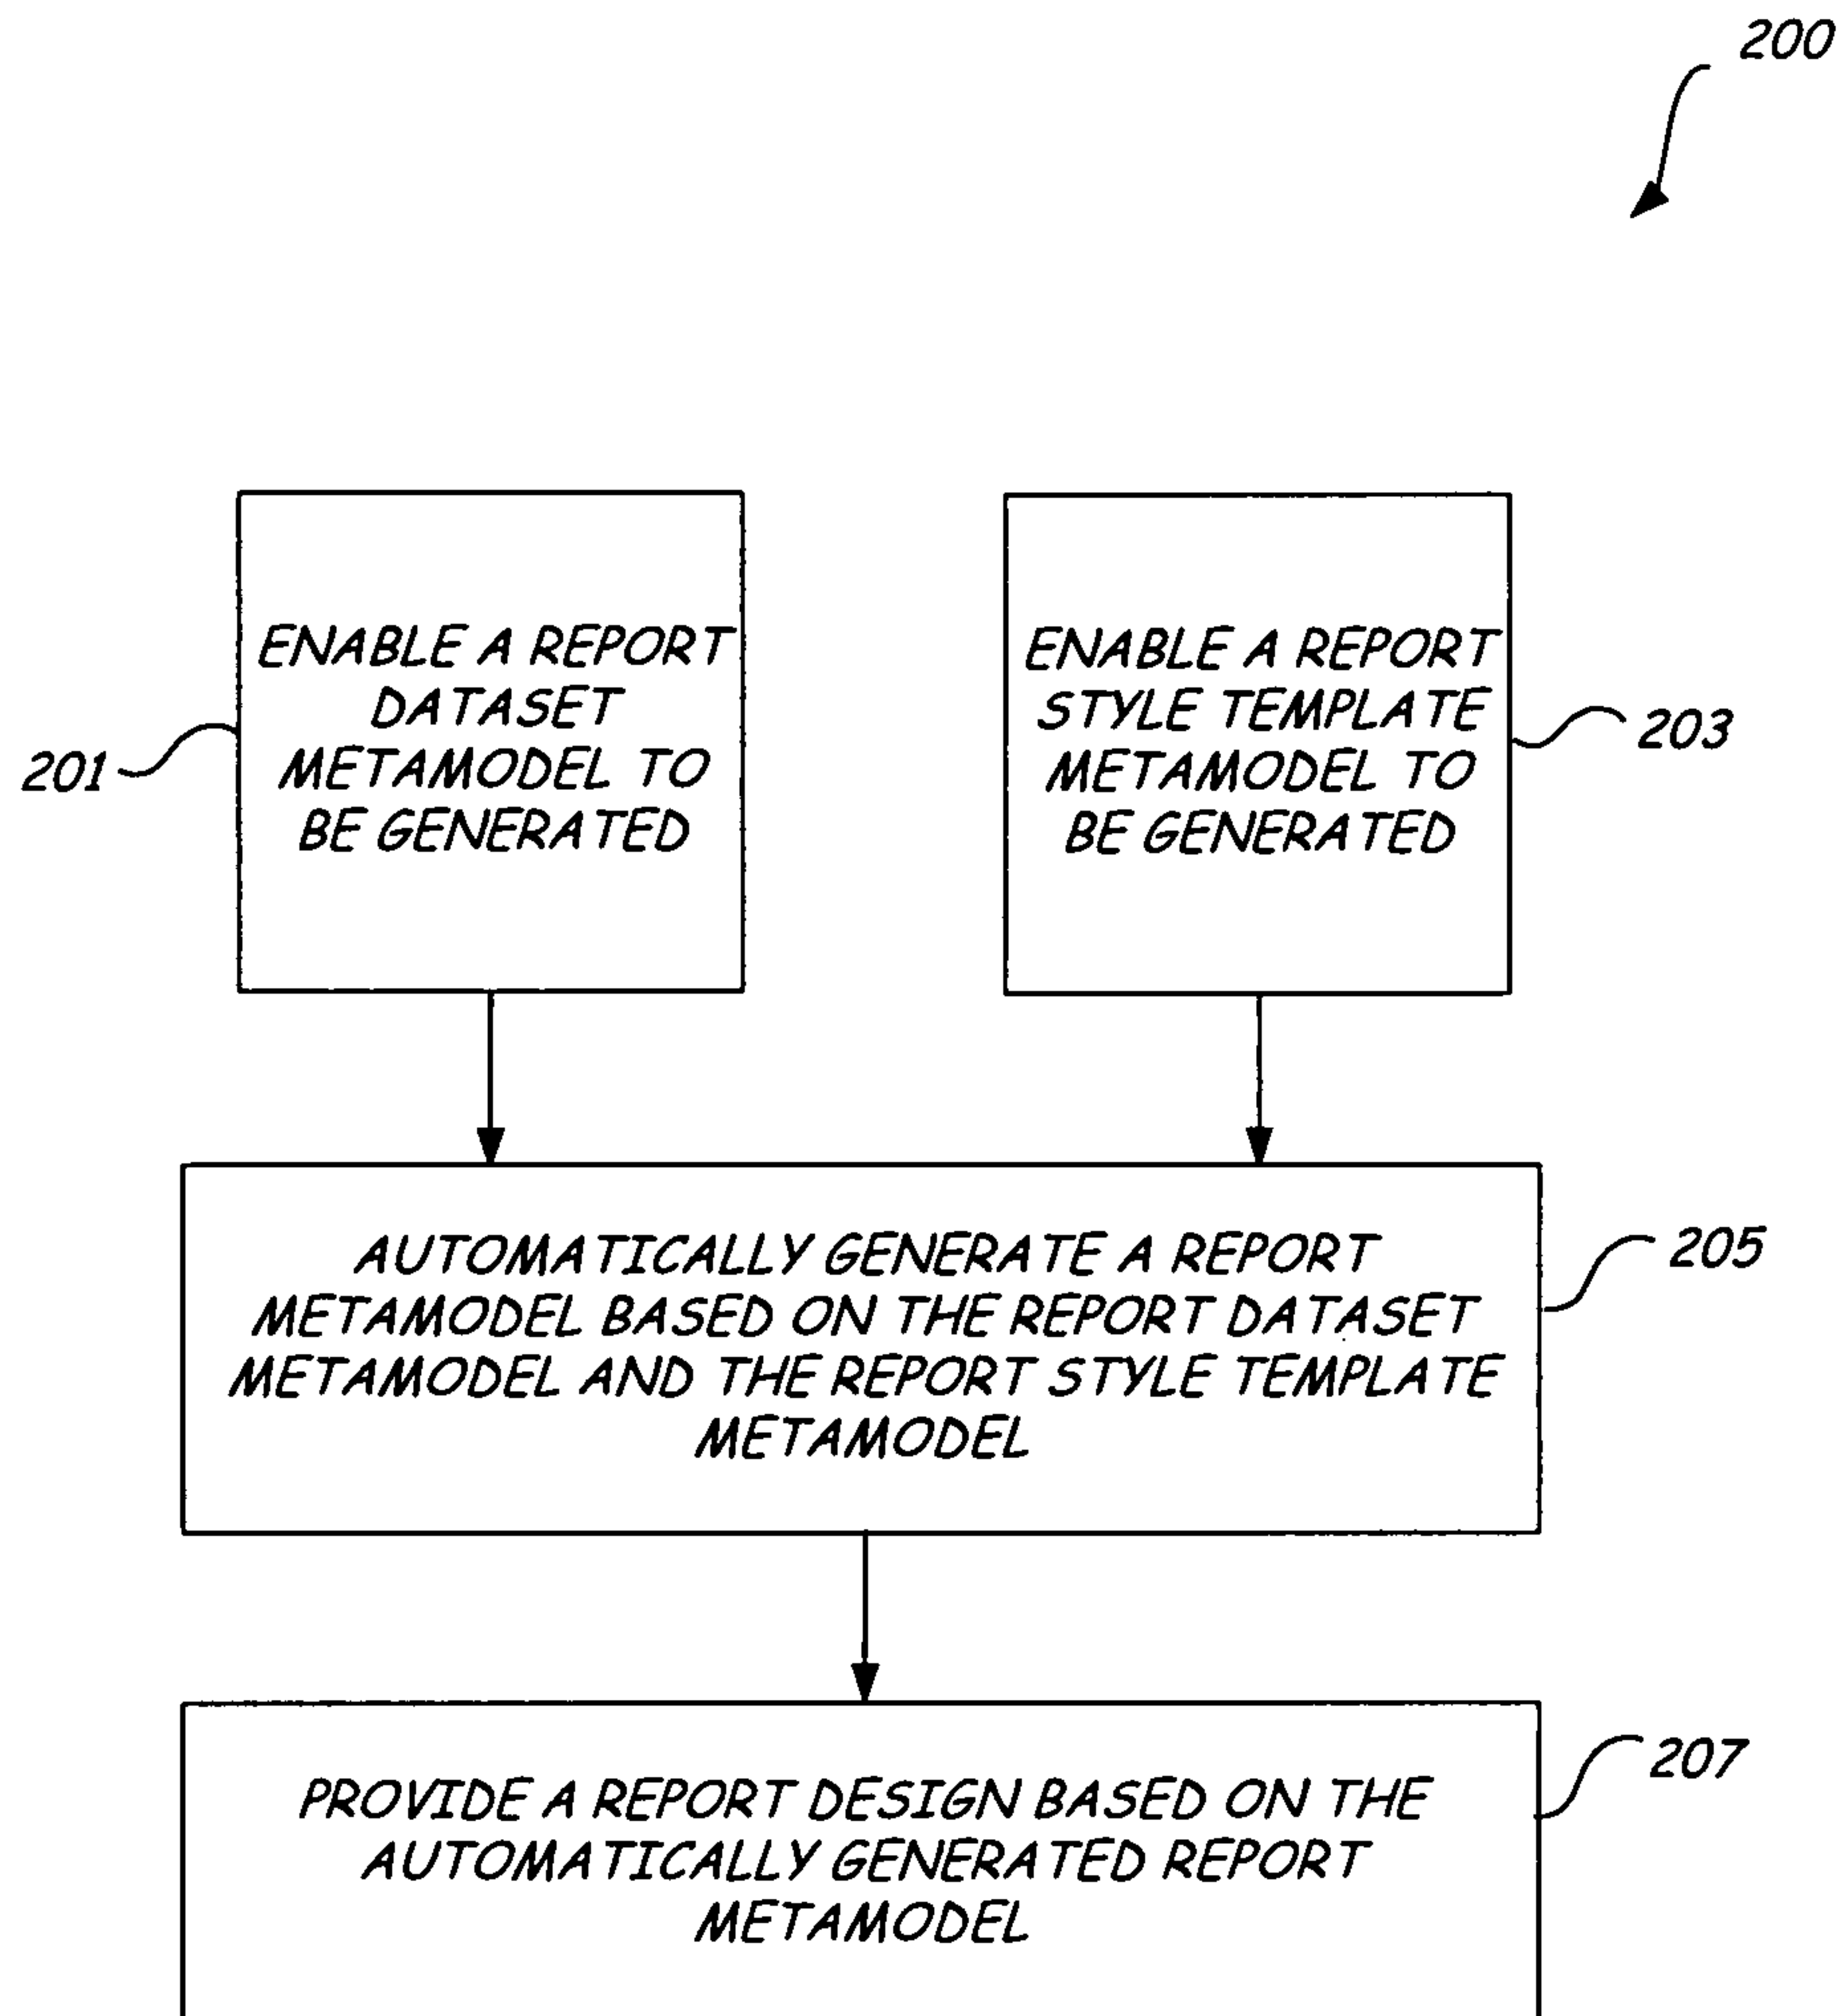 200
ENABLE A REPORT
DATASET
METAMODEL TO
BE GENERATED
201
ENABLE A REPORT
STYLE TEMPLATE
METAMODEL TO
BE GENERATED
203
AUTOMATICALLY GENERATE A REPORT
METAMODEL BASED ON THE REPORT DATASET
METAMODEL AND THE REPORT STYLE TEMPLATE
METAMODEL
205
PROVIDE A REPORT DESIGN BASED ON THE
AUTOMATICALLY GENERATED REPORT
METAMODEL
207